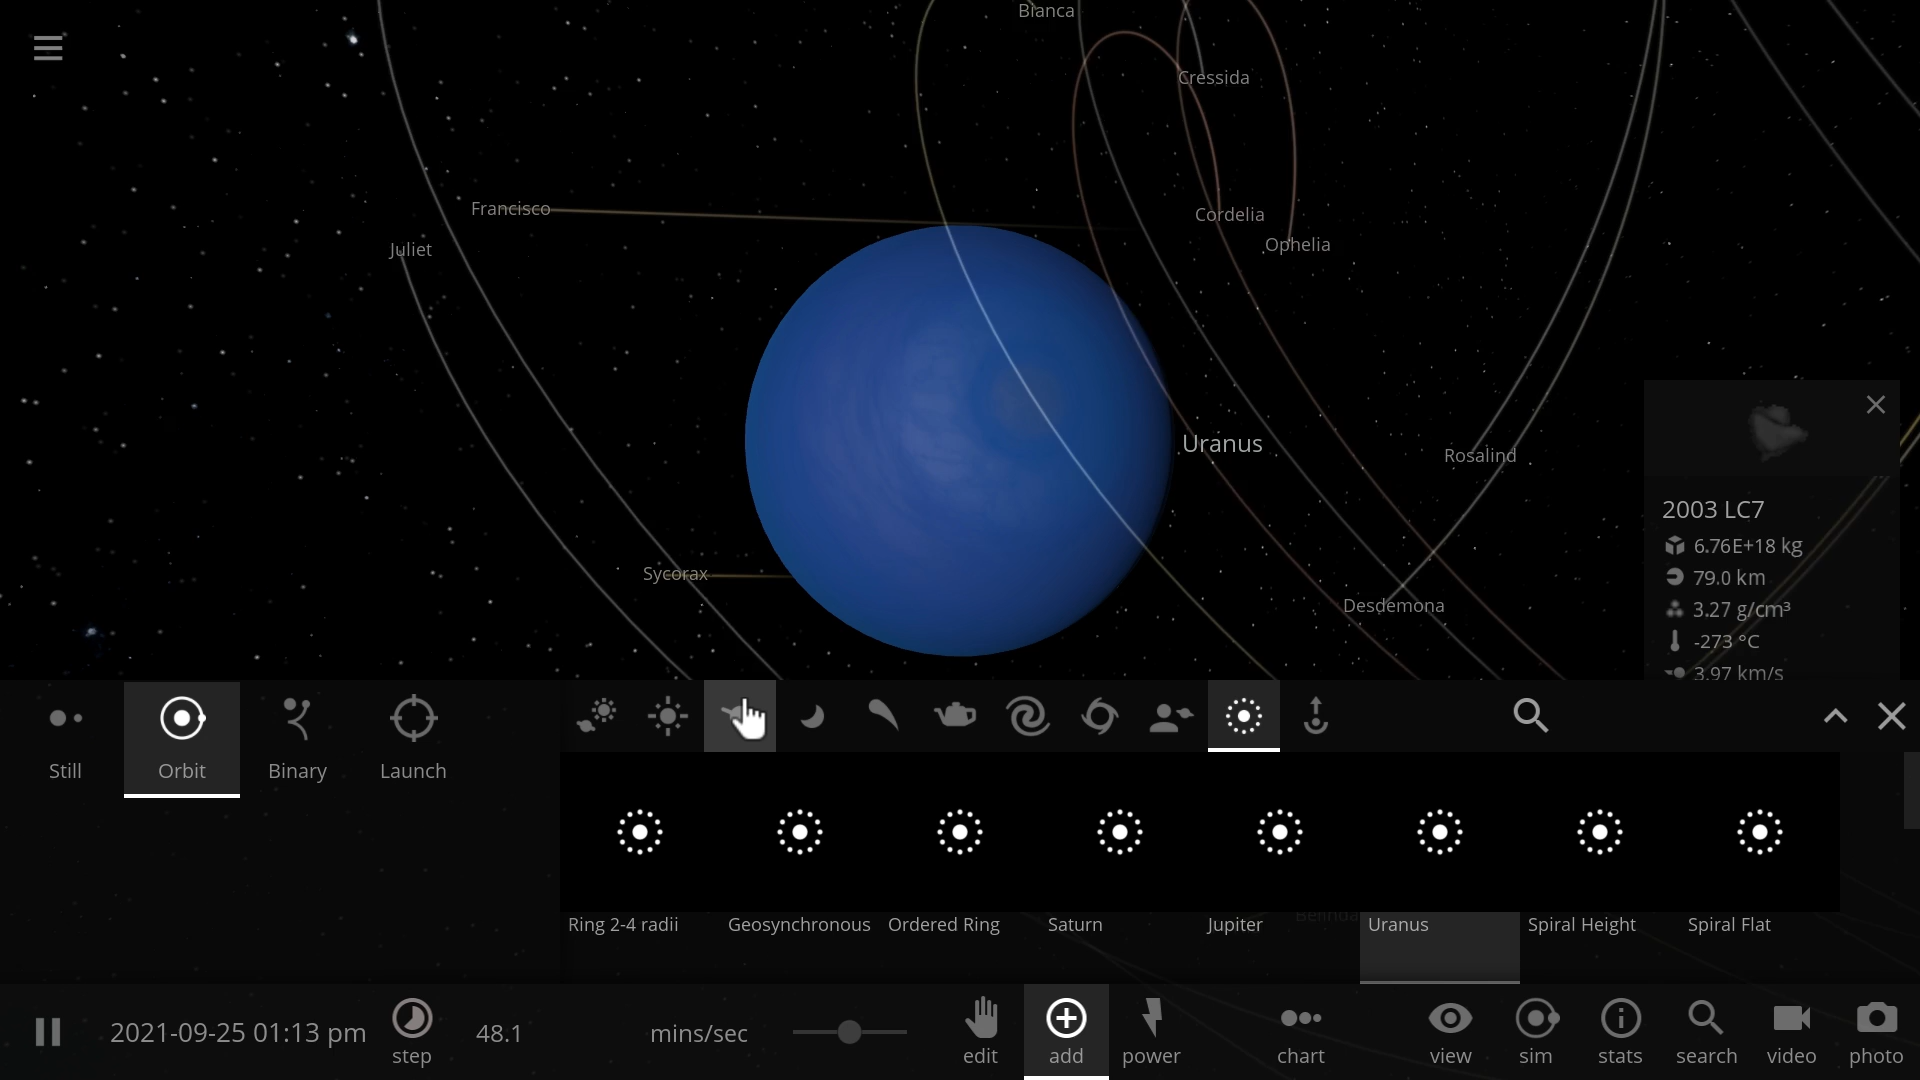 Bianca
Cressida
Francisco
Cordelia
Juliet
Ophelia
Uranus
Rosalind
2003 LC7
6.76E+18 kg
79.0 km
3.27 g/cm³
-273 °C
3.97 km/s
Sycorax
Desdemona
Still
Orbit
Binary
Launch
Belinda
Ring 2-4 radii
Geosynchronous
Ordered Ring
Saturn
Jupiter
Uranus
Spiral Height
Spiral Flat
2021-09-25 01:13 pm
step
48.1
mins/sec
edit
add
power
chart
view
sim
stats
search
video
photo